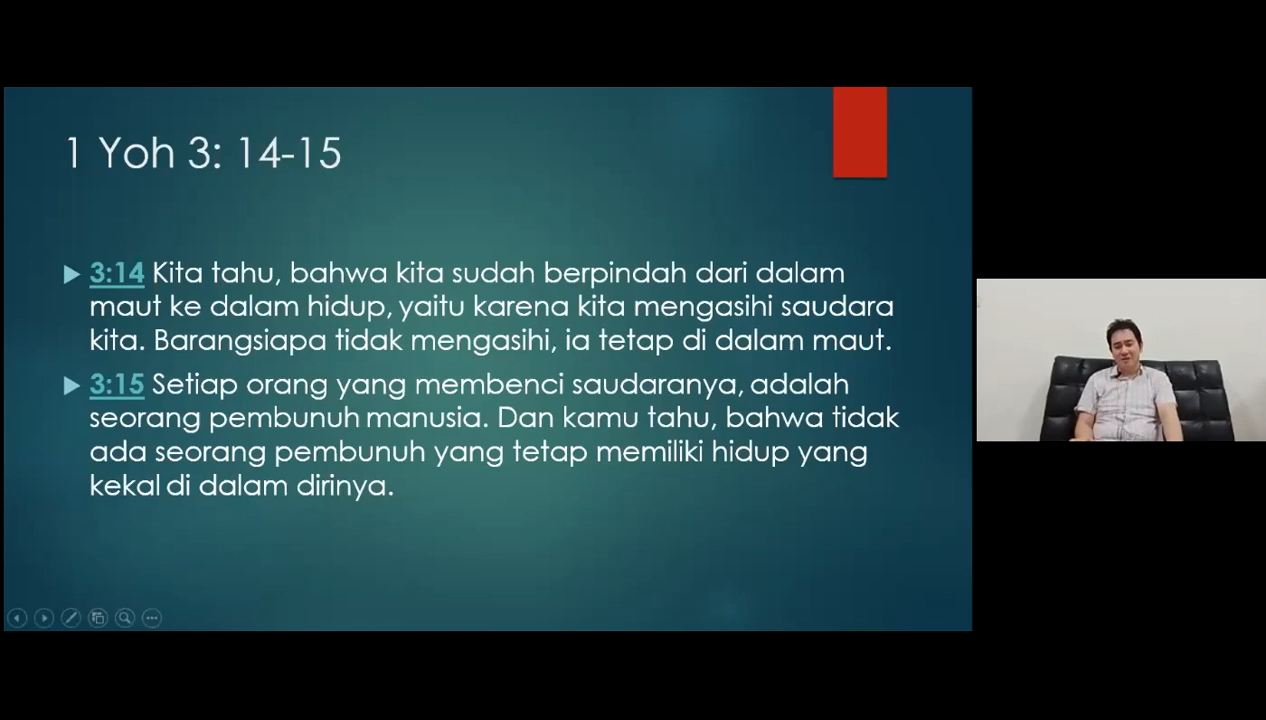 1 Yoh 3: 14-15
3:14 Kita tahu, bahwa kita sudah berpindah dari dalam
maut ke dalam hidup, yaitu karena kita mengasihi saudara
kita. Barangsiapa tidak mengasihi, ia tetap di dalam maut.
3:15 Setiap orang yang membenci saudaranya, adalah
seorang pembunuh manusia. Dan kamu tahu, bahwa tidak
ada seorang pembunuh yang tetap memiliki hidup yang
kekal di dalam dirinya.